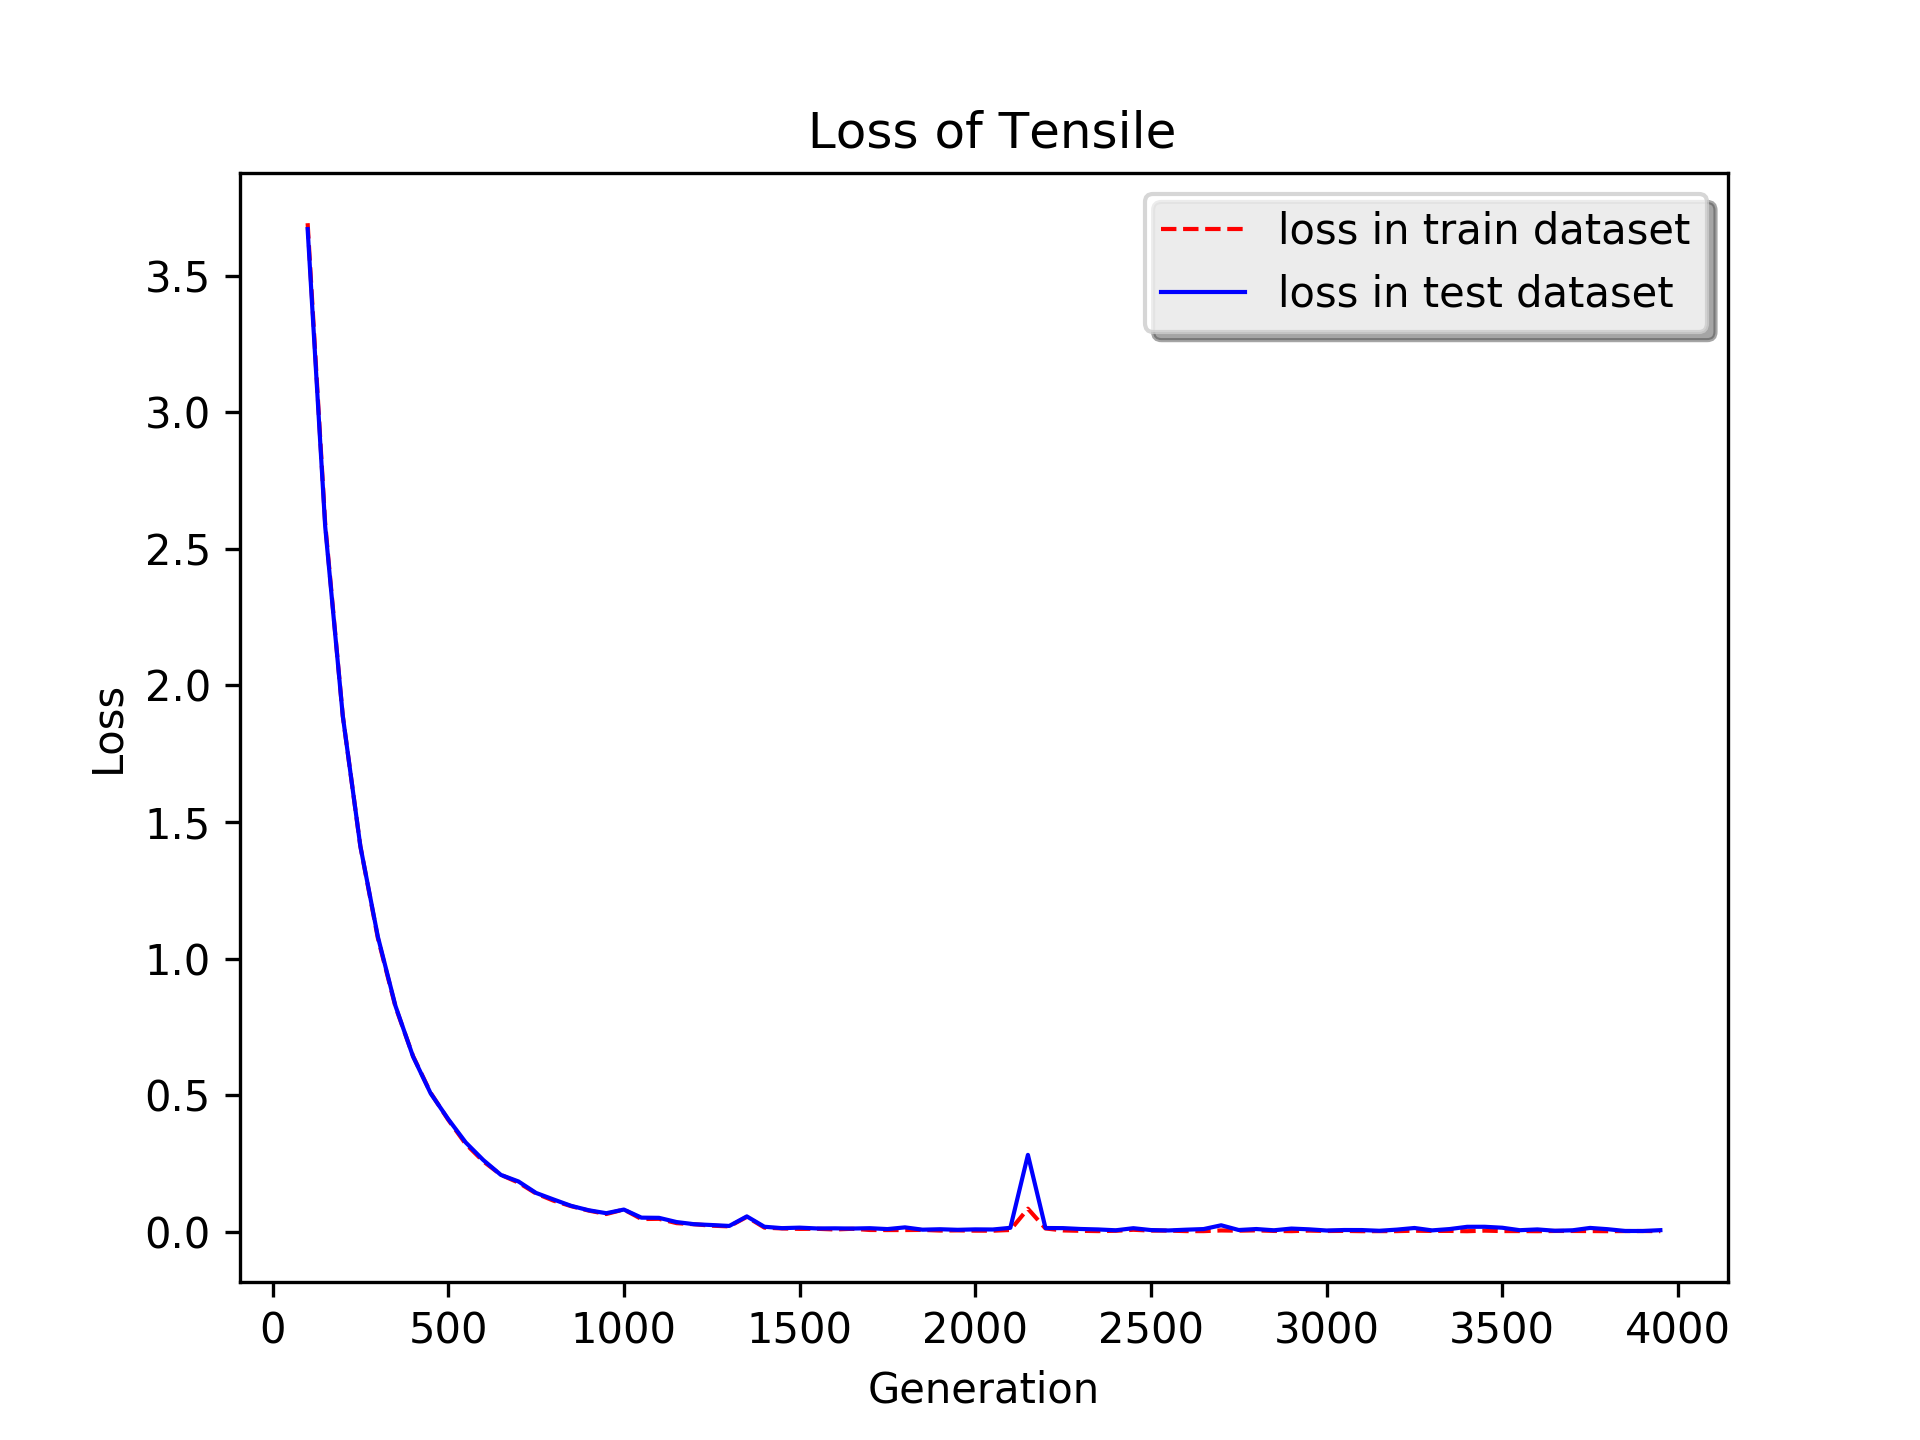 Loss of Tensile
loss in train dataset
loss in test dataset
3.5
3.0
2.5
2.0
1.5
1.0
0.5
0.0
Loss
0 500 1000 1500 2000 2500 3000 3500 4000
Generation